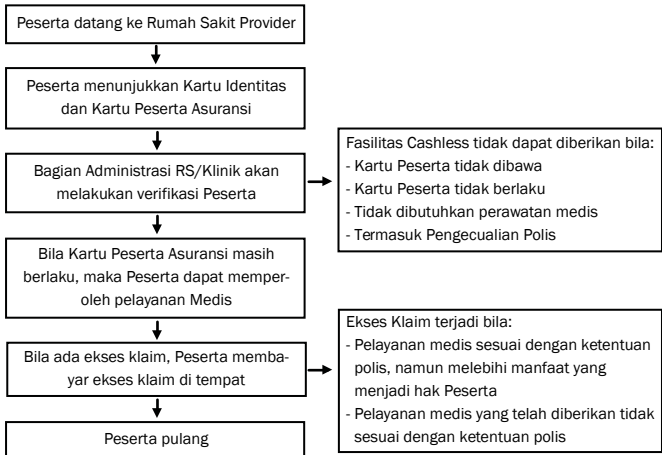 Peserta datang ke Rumah Sakit Provider
Peserta menunjukkan Kartu Identitas
dan Kartu Peserta Asuransi
Bagian Administrasi RS/Klinik akan
melakukan verifikasi Peserta
Fasilitas Cashless tidak dapat diberikan bila:
- Kartu Peserta tidak dibawa
- Kartu Peserta tidak berlaku
- Tidak dibutuhkan perawatan medis
- Termasuk Pengecualian Polis
Bila Kartu Peserta Asuransi masih
berlaku, maka Peserta dapat memper-
oleh pelayanan Medis
Bila ada ekses klaim, Peserta memba-
yar ekses klaim di tempat
Ekses Klaim terjadi bila:
- Pelayanan medis sesuai dengan ketentuan
polis, namun melebihi manfaat yang
menjadi hak Peserta
- Pelayanan medis yang telah diberikan tidak
sesuai dengan ketentuan polis
Peserta pulang